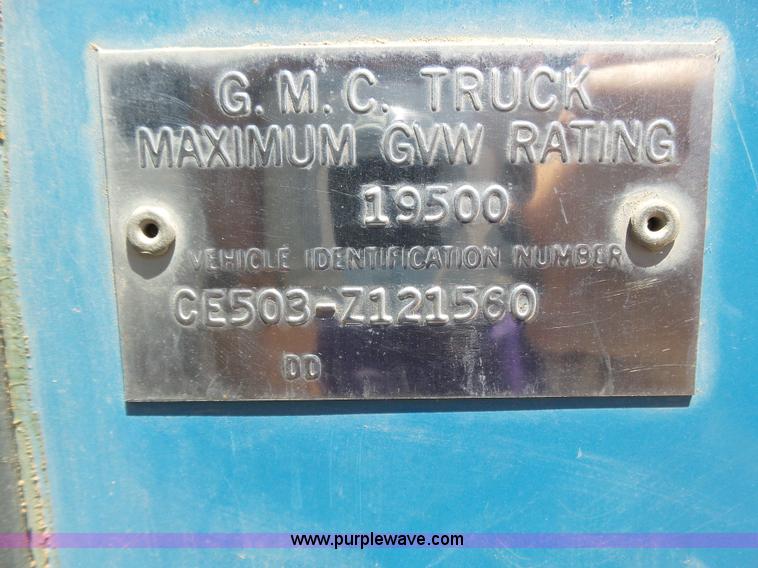 G. M. C. TRUCK
MAXIMUM GVW RATING
19500
VEHICLE IDENTIFICATION NUMBER
CE503-Z121560
DD
www.purplewave.com